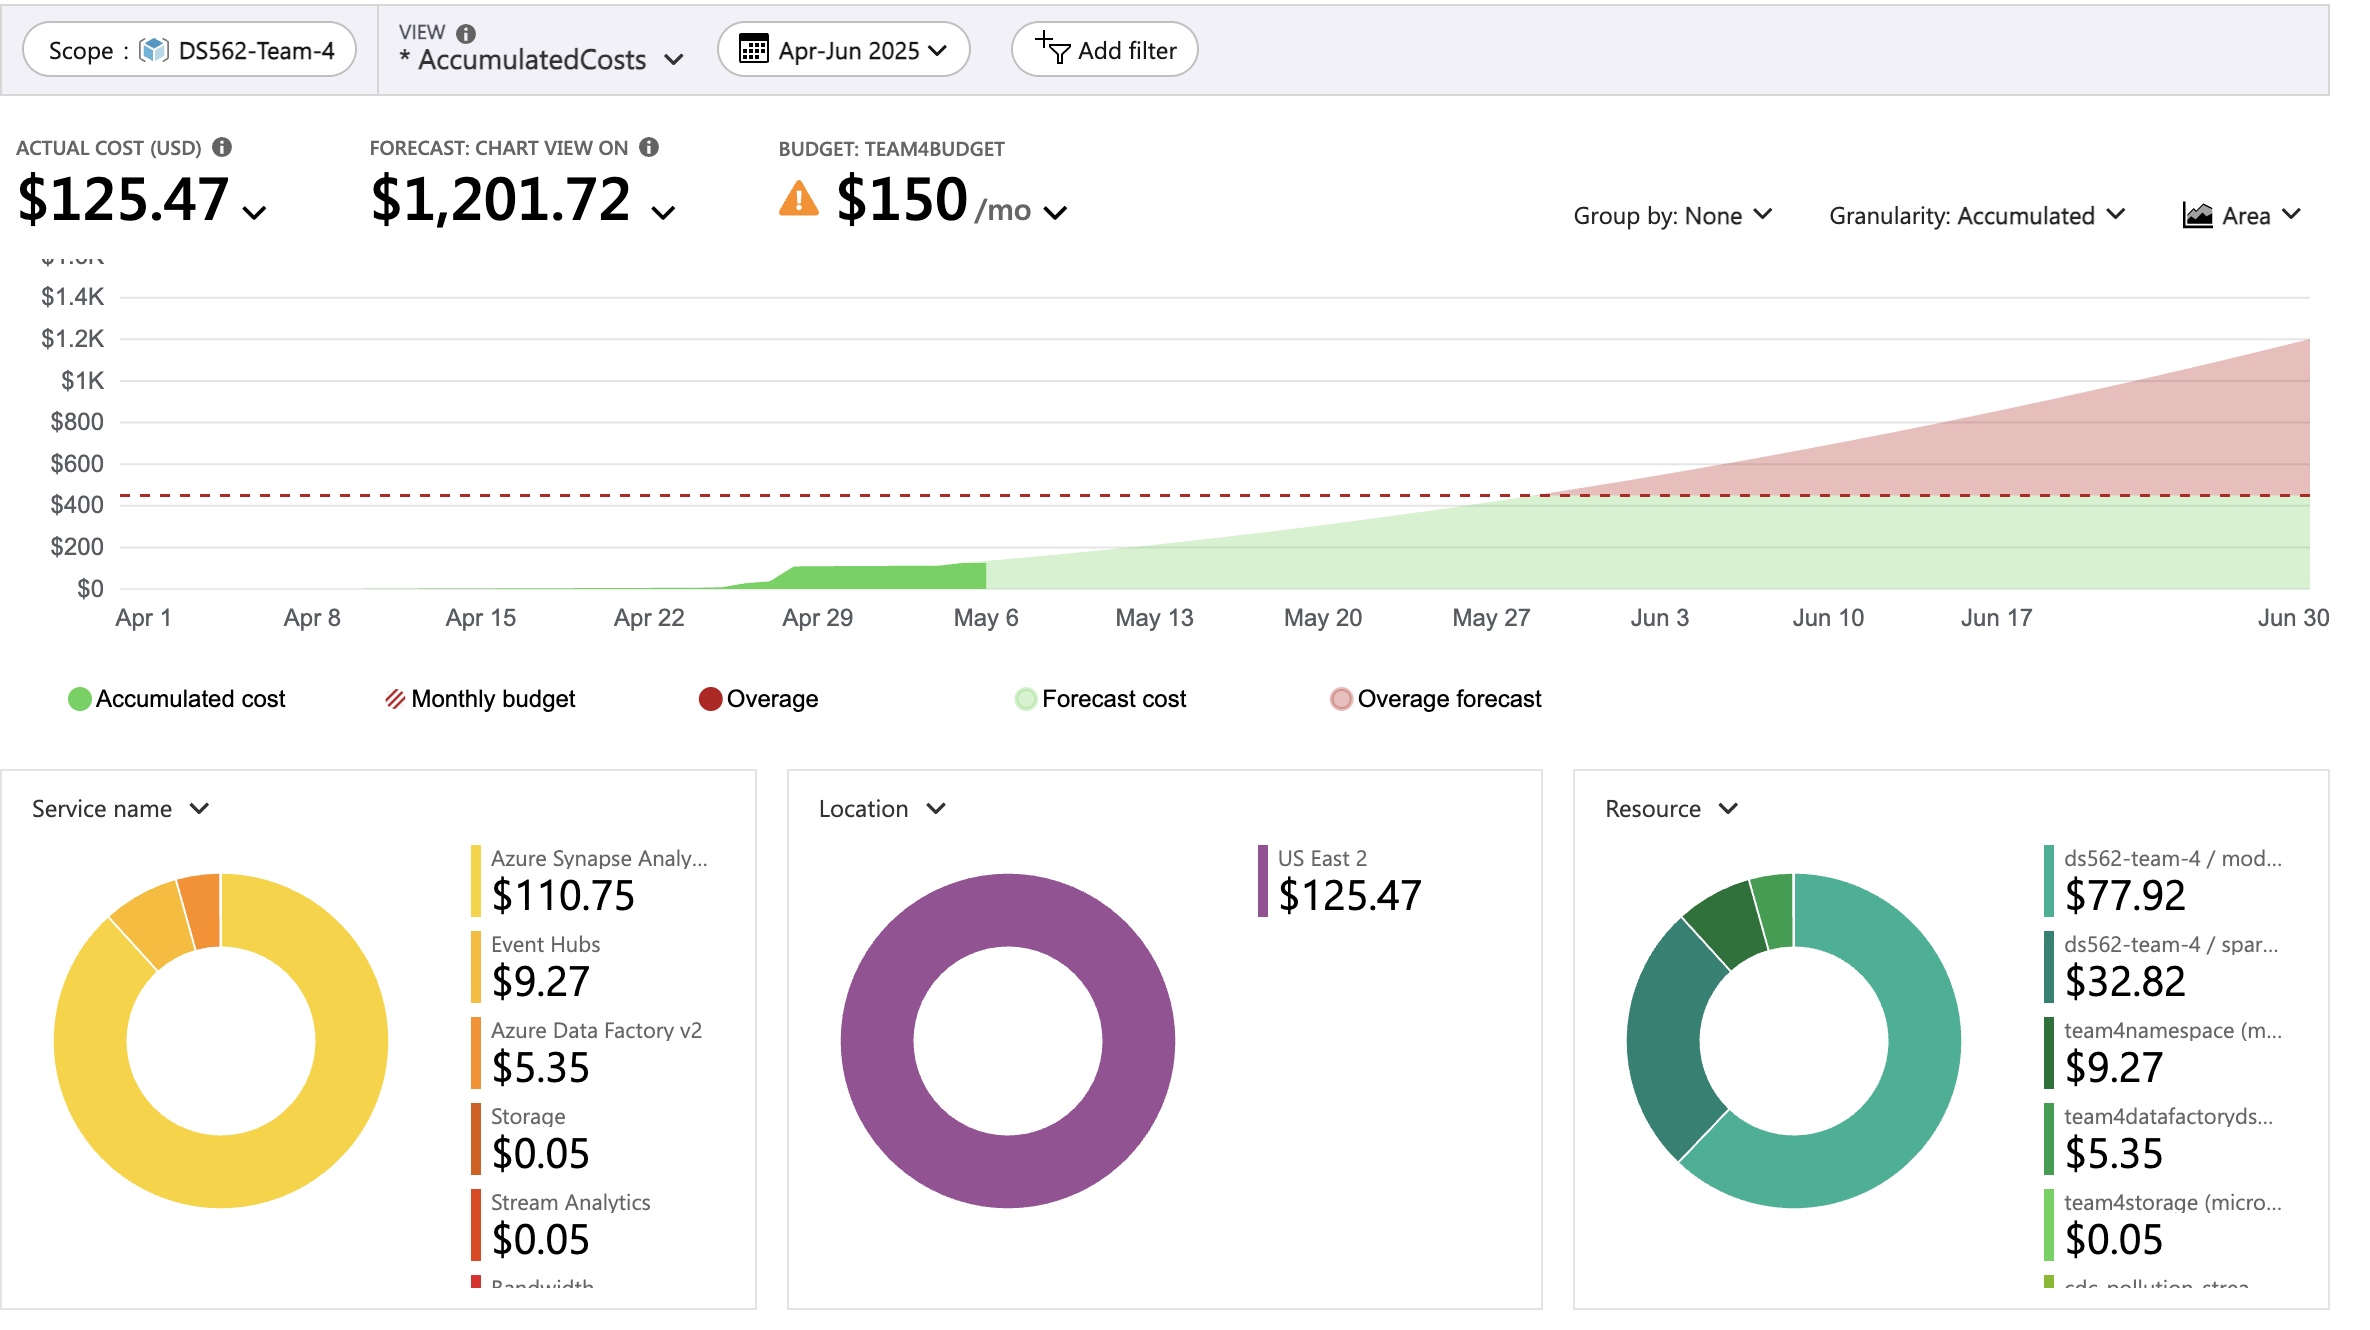 Scope : DS562-Team-4
VIEW
* AccumulatedCosts
Apr-Jun 2025
Add filter
ACTUAL COST (USD)
$125.47
FORECAST: CHART VIEW ON
$1,201.72
BUDGET: TEAM4BUDGET
$150 /mo
Group by: None
Granularity: Accumulated
Area
$1.4K
$1.2K
$1K
$800
$600
$400
$200
$0
Apr 1
Apr 8
Apr 15
Apr 22
Apr 29
May 6
May 13
May 20
May 27
Jun 3
Jun 10
Jun 17
Jun 30
Accumulated cost
Monthly budget
Overage
Forecast cost
Overage forecast
Service name
Azure Synapse Analy...
$110.75
Event Hubs
$9.27
Azure Data Factory v2
$5.35
Storage
$0.05
Stream Analytics
$0.05
Bandwidth
Location
US East 2
$125.47
Resource
ds562-team-4 / mod...
$77.92
ds562-team-4 / spar...
$32.82
team4namespace (m...
$9.27
team4datafactoryds...
$5.35
team4storage (micro...
$0.05